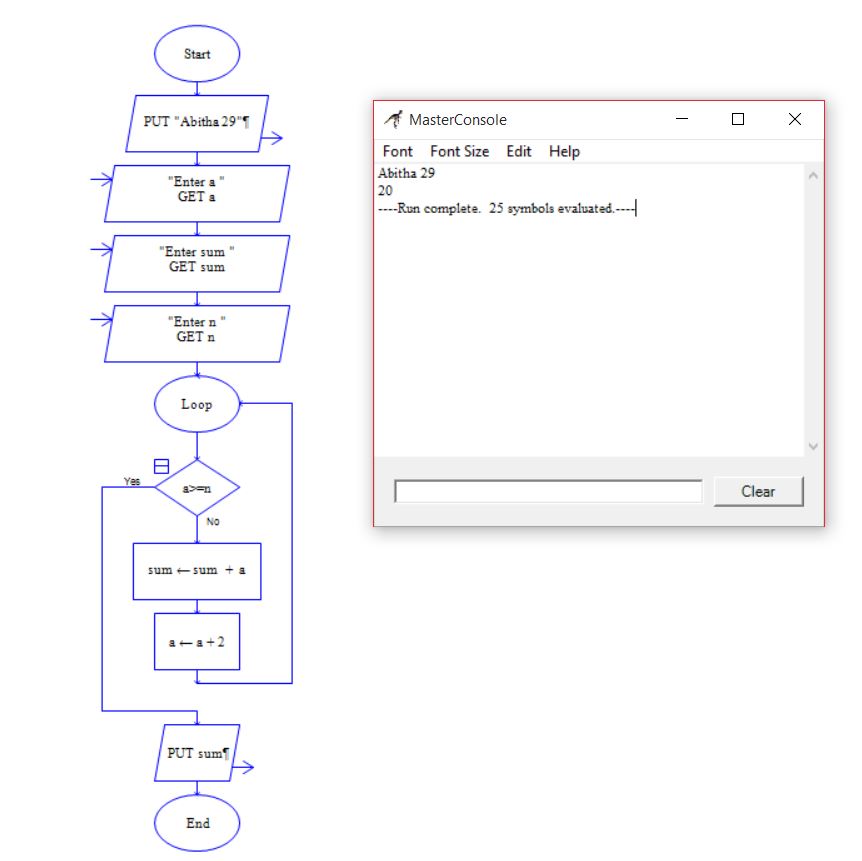 Start
PUT "Abitha 29"¶
"Enter a "
GET a
"Enter sum "
GET sum
"Enter n "
GET n
Loop
Yes
a>=n
No
sum ← sum + a
a ← a + 2
PUT sum¶
End
MasterConsole
Font Font Size Edit Help
Abitha 29
20
----Run complete. 25 symbols evaluated.----
Clear